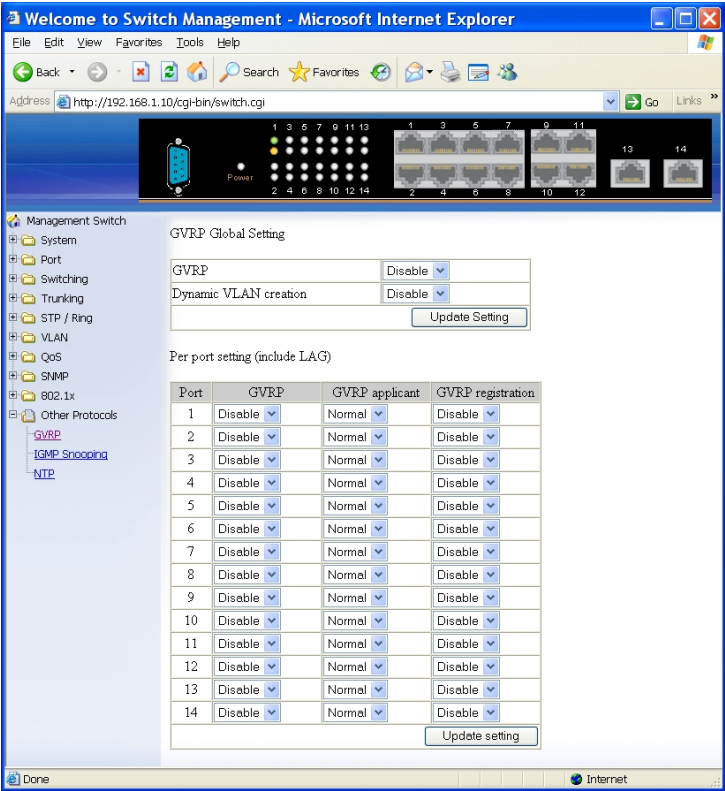 Welcome to Switch Management - Microsoft Internet Explorer
File Edit View Favorites Tools Help
Back Search Favorites
Address http://192.168.1.10/cgi-bin/switch.cgi Go Links »
1 3 5 7 9 11 13
Power
2 4 6 8 10 12 14
1 3 5 7 9 11
13 14
2 4 6 8 10 12
Management Switch
System
Port
Switching
Trunking
STP / Ring
VLAN
QoS
SNMP
802.1x
Other Protocols
GVRP
IGMP Snooping
NTP
GVRP Global Setting
GVRP Disable
Dynamic VLAN creation Disable
Update Setting
Per port setting (include LAG)
Port GVRP GVRP applicant GVRP registration
1 Disable Normal Disable
2 Disable Normal Disable
3 Disable Normal Disable
4 Disable Normal Disable
5 Disable Normal Disable
6 Disable Normal Disable
7 Disable Normal Disable
8 Disable Normal Disable
9 Disable Normal Disable
10 Disable Normal Disable
11 Disable Normal Disable
12 Disable Normal Disable
13 Disable Normal Disable
14 Disable Normal Disable
Update setting
Done Internet